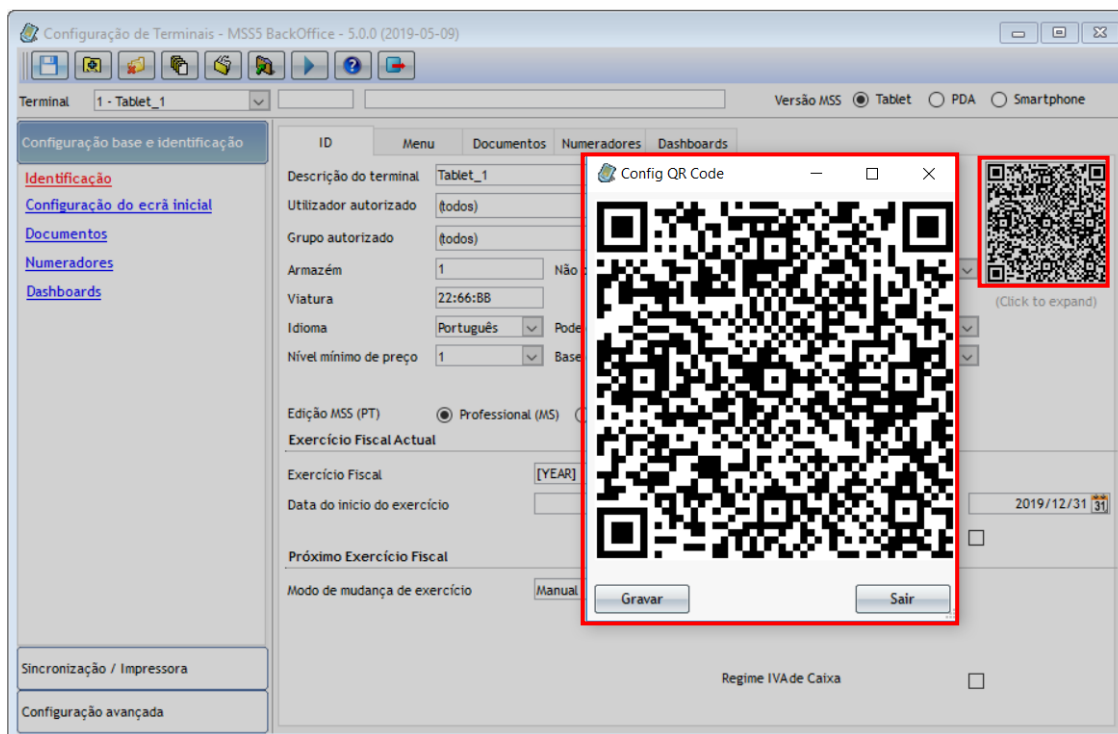 Configuração de Terminais - MSS5 BackOffice - 5.0.0 (2019-05-09)
Terminal 1 - Tablet_1 Versão MSS Tablet PDA Smartphone
Configuração base e identificação
Identificação
Configuração do ecrã inicial
Documentos
Numeradores
Dashboards
Sincronização / Impressora
Configuração avançada
ID Menu Documentos Numeradores Dashboards
Descrição do terminal Tablet_1
Utilizador autorizado (todos)
Grupo autorizado (todos)
Armazém 1 Não
Viatura 22:66:BB
Idioma Português Pode
Nível mínimo de preço 1 Base
(Click to expand)
Edição MSS (PT) Professional (MS)
Exercício Fiscal Actual
Exercício Fiscal [YEAR]
Data do inicio do exercício 2019/12/31 31
Próximo Exercício Fiscal
Modo de mudança de exercício Manual
Regime IVA de Caixa
Config QR Code
Gravar Sair